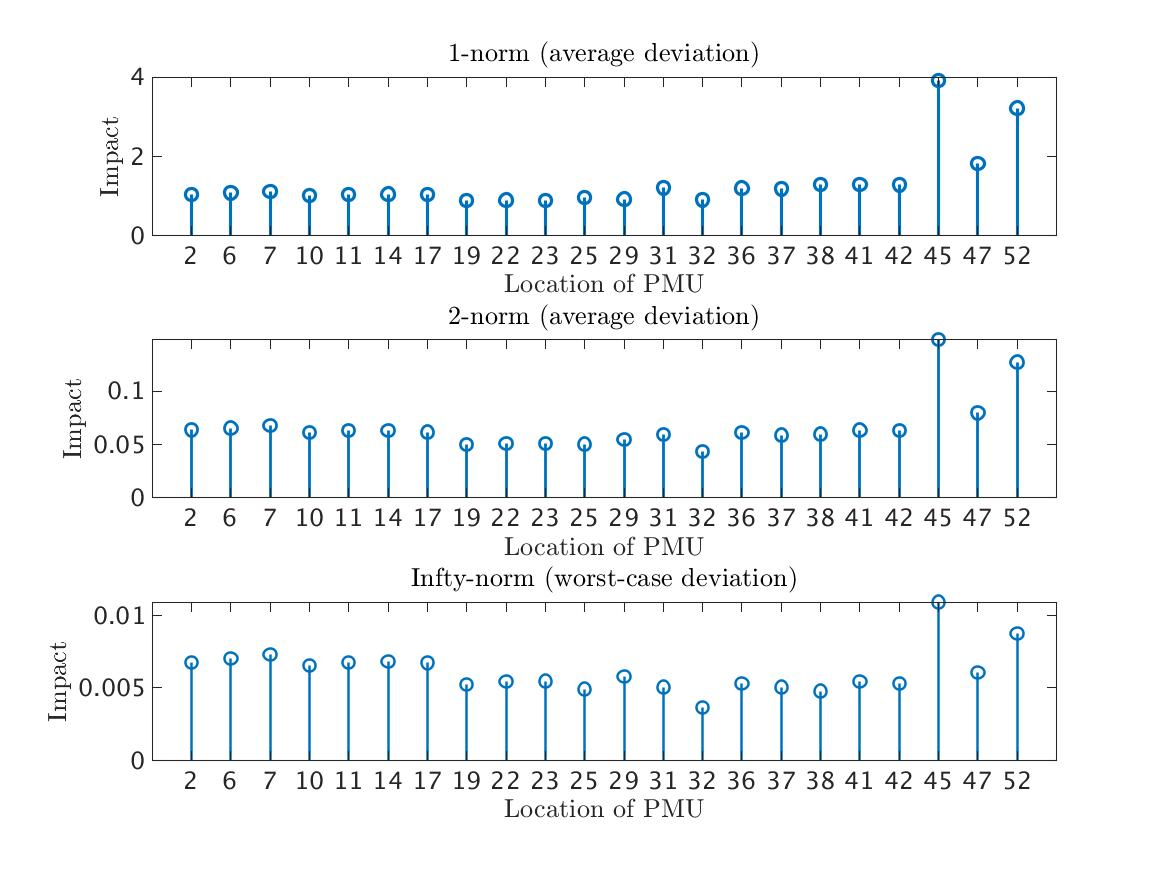 1-norm (average deviation)
4
2
0
Impact
2 6 7 10 11 14 17 19 22 23 25 29 31 32 36 37 38 41 42 45 47 52
Location of PMU
2-norm (average deviation)
0.1
0.05
0
Impact
2 6 7 10 11 14 17 19 22 23 25 29 31 32 36 37 38 41 42 45 47 52
Location of PMU
Infty-norm (worst-case deviation)
0.01
0.005
0
Impact
2 6 7 10 11 14 17 19 22 23 25 29 31 32 36 37 38 41 42 45 47 52
Location of PMU